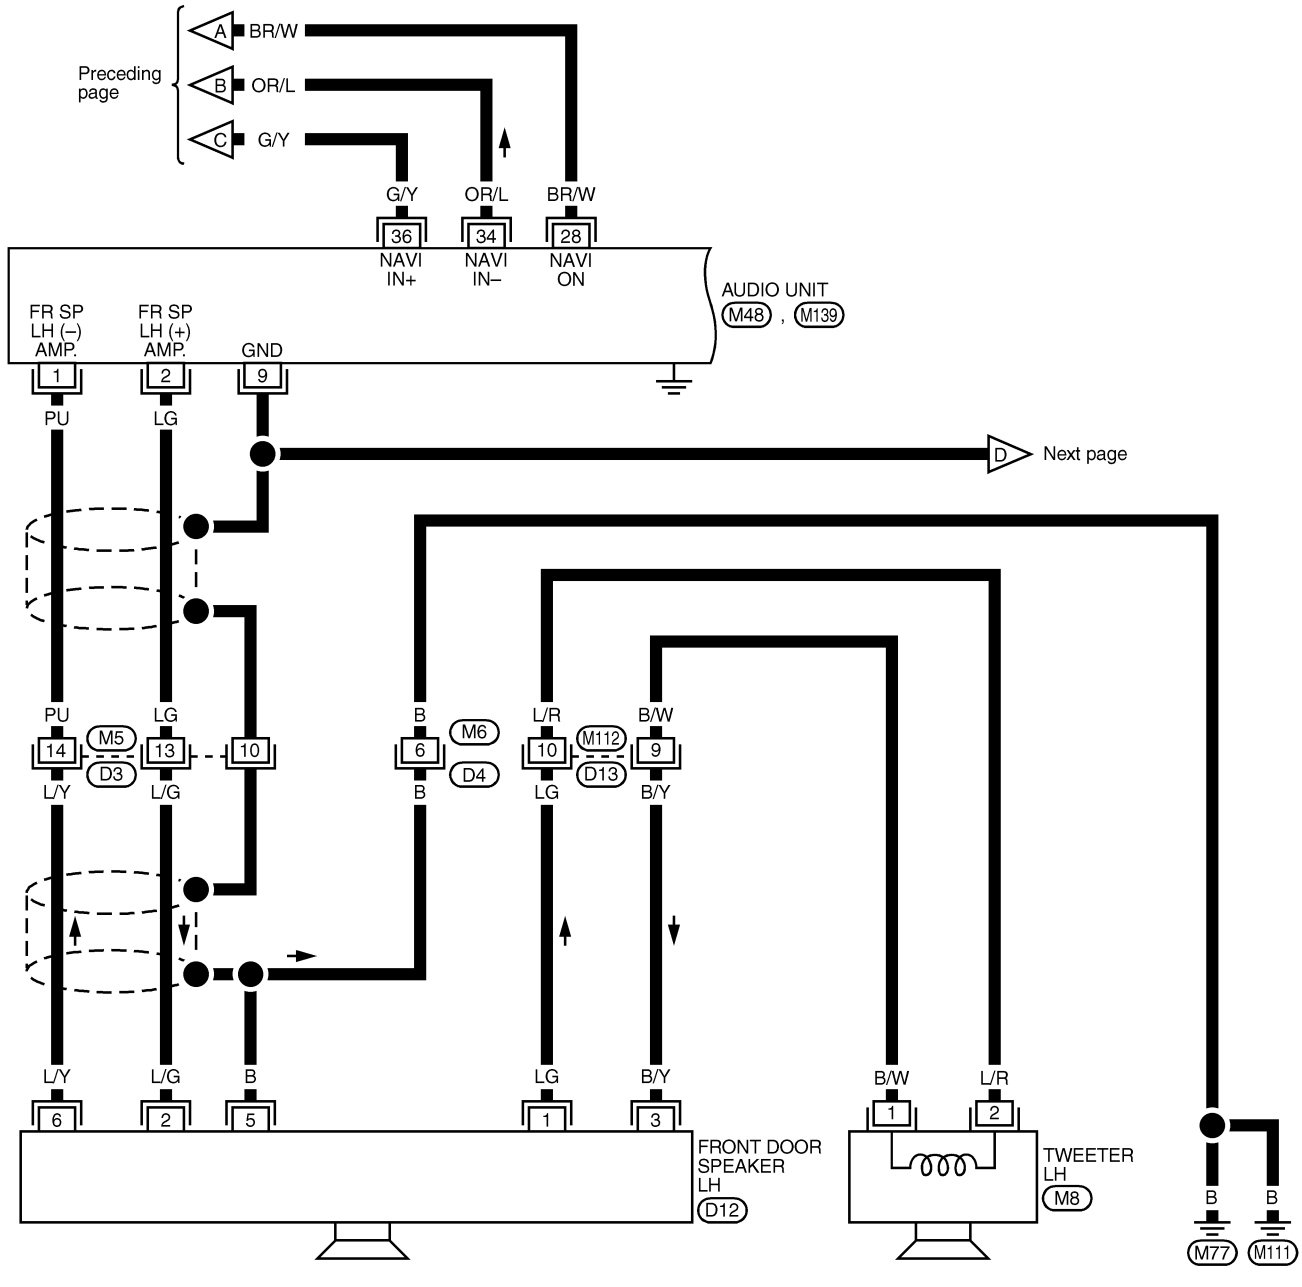 A BR/W
Preceding
page
B OR/L
C G/Y
G/Y OR/L BR/W
36 34 28
NAVI
IN+
NAVI
IN–
NAVI
ON
AUDIO UNIT
M48 , M139
FR SP
LH (–)
AMP.
FR SP
LH (+)
AMP.
GND
1 2 9
PU LG
D Next page
PU LG B L/R B/W
14 M5 13 10 6 M6 10 M112 9
D3 D4 D13
L/Y L/G B LG B/Y
L/Y L/G B LG B/Y B/W L/R
6 2 5 1 3 1 2
FRONT DOOR
SPEAKER
LH
D12
TWEETER
LH
M8
B B
M77 M111